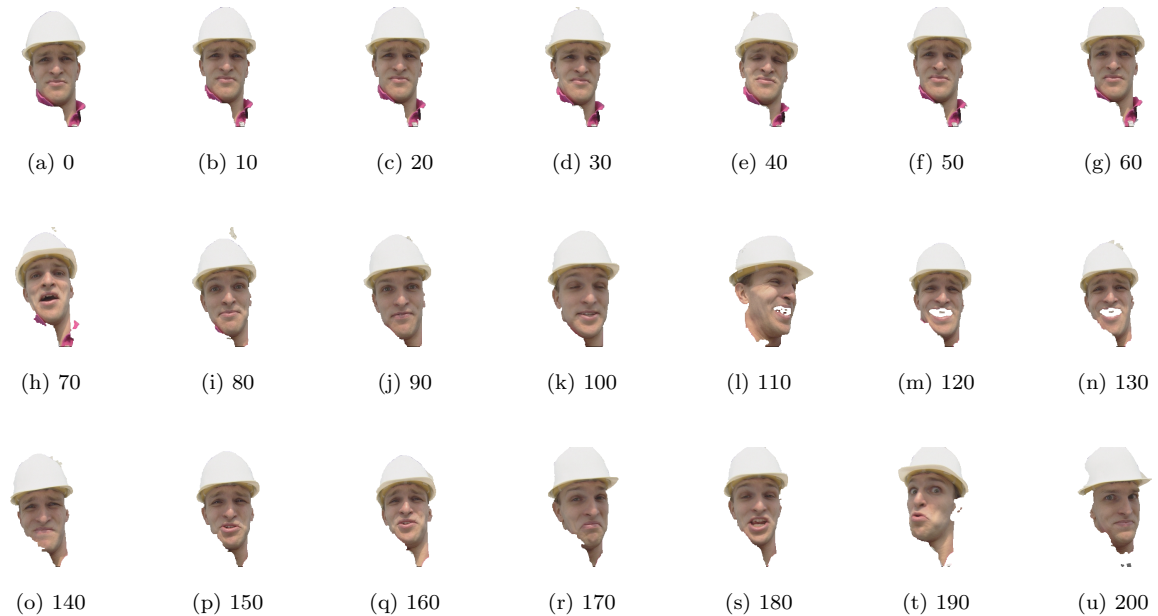 (a) 0 (b) 10 (c) 20 (d) 30 (e) 40 (f) 50 (g) 60
(h) 70 (i) 80 (j) 90 (k) 100 (l) 110 (m) 120 (n) 130
(o) 140 (p) 150 (q) 160 (r) 170 (s) 180 (t) 190 (u) 200